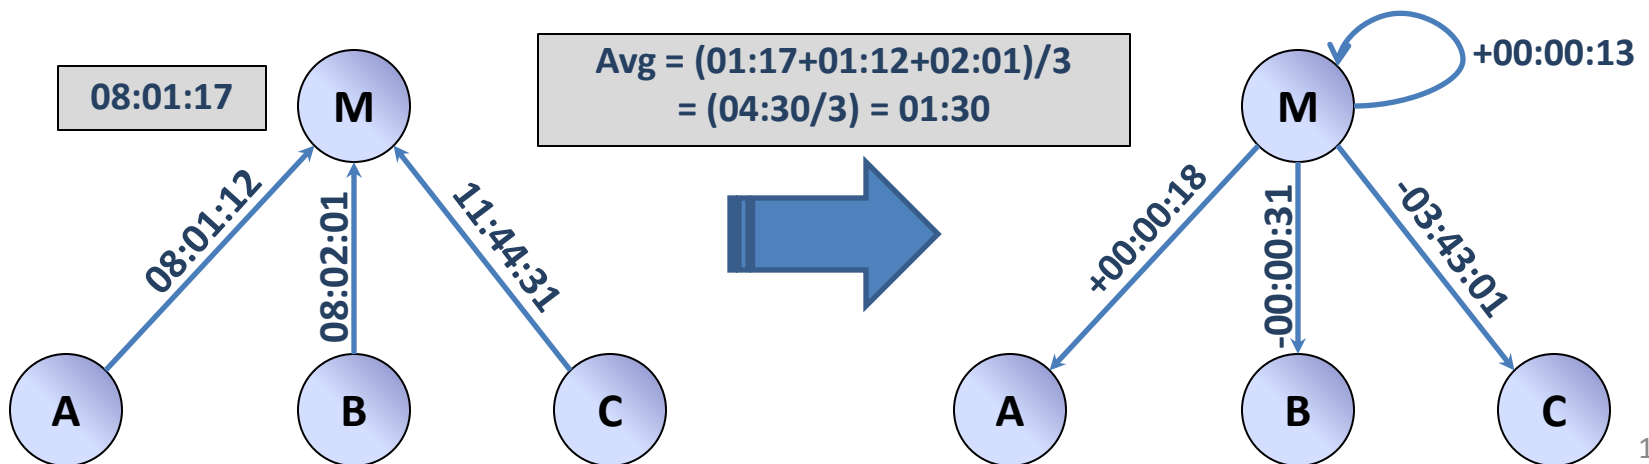 08:01:17
M
08:01:12
08:02:01
11:44:31
A
B
C
Avg = (01:17+01:12+02:01)/3
= (04:30/3) = 01:30
M
+00:00:13
+00:00:18
-00:00:31
-03:43:01
A
B
C
1